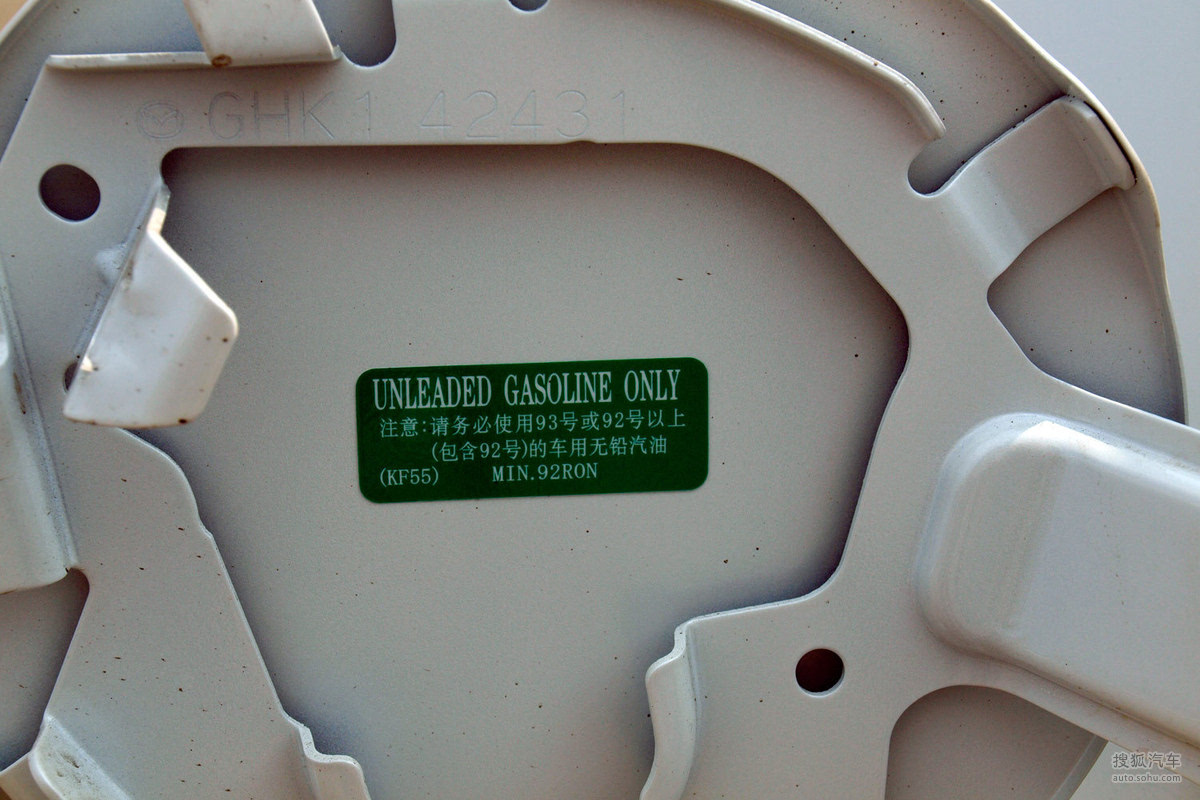 GHK1 42431
UNLEADED GASOLINE ONLY
注意:请务必使用93号或92号以上
(包含92号)的车用无铅汽油
(KF55) MIN.92RON
搜狐汽车
auto.sohu.com